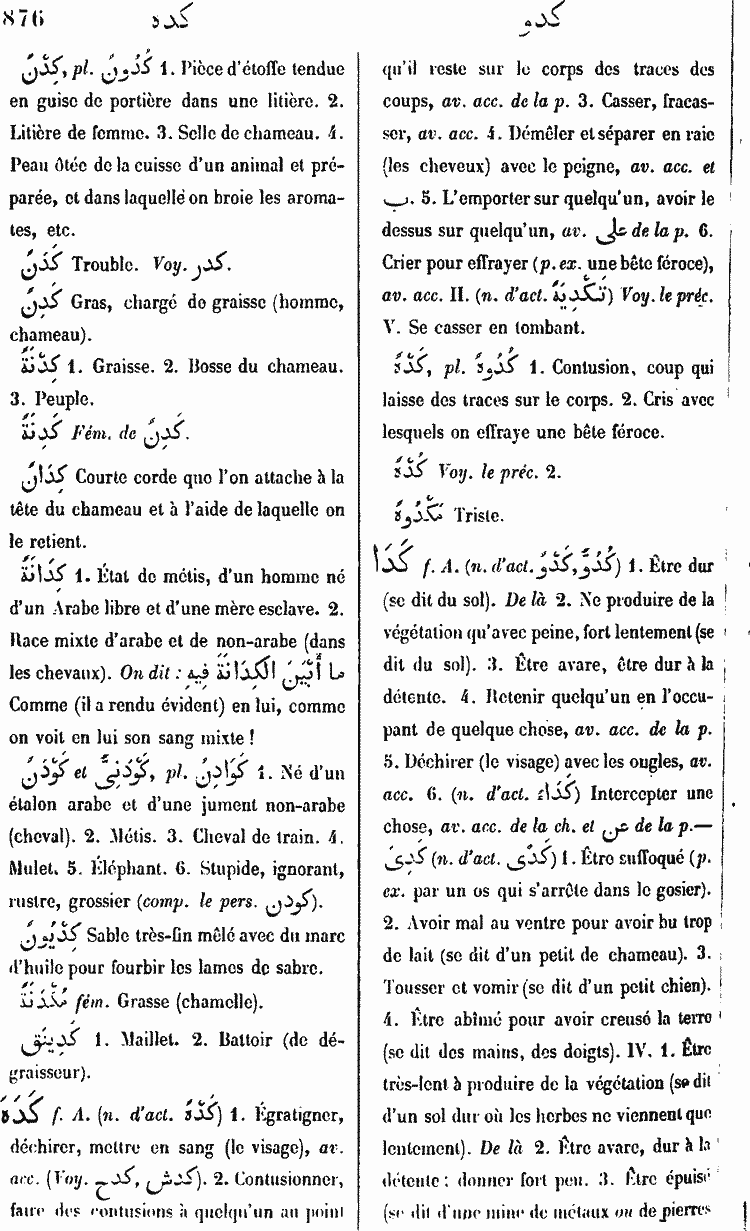 876
كده
كدو
كِدْنٌ, pl. كُدُونٌ 1. Pièce d'étoffe tendue
en guise de portière dans une litière. 2.
Litière de femme. 3. Selle de chameau. 4.
Peau ôtée de la cuisse d'un animal et pré-
parée, et dans laquelle on broie les aroma-
tes, etc.
كَدَنٌ Trouble. Voy. كدر.
كَدِنٌ Gras, chargé de graisse (homme,
chameau).
كِدْنَةٌ 1. Graisse. 2. Bosse du chameau.
3. Peuple.
كَدِنَةٌ Fém. de كَدِنٌ.
كِدَانٌ Courte corde que l'on attache à la
tête du chameau et à l'aide de laquelle on
le retient.
كَدَانَةٌ 1. État de métis, d'un homme né
d'un Arabe libre et d'une mère esclave. 2.
Race mixte d'arabe et de non-arabe (dans
les chevaux). On dit : ما أَبْيَنَ الْكَدَانَةَ فِيهِ
Comme (il a rendu évident) en lui, comme
on voit en lui son sang mixte !
كَوْدَنٌ et كَوْدَنِىٌّ, pl. كَوَادِنُ 1. Né d'un
étalon arabe et d'une jument non-arabe
(cheval). 2. Métis. 3. Cheval de train. 4.
Mulet. 5. Éléphant. 6. Stupide, ignorant,
rustre, grossier (comp. le pers. كودن).
كِدْيَوْنٌ Sable très-fin mêlé avec du marc
d'huile pour fourbir les lames de sabre.
مُكْدَنَةٌ fém. Grasse (chamelle).
كُدِينَق 1. Maillet. 2. Battoir (de dé-
graisseur).
كَدَهَ f. A. (n. d'act. كَدْهٌ) 1. Égratigner,
déchirer, mettre en sang (le visage), av.
acc. (Voy. كدش, كدح). 2. Contusionner,
faire des contusions à quelqu'un au point
qu'il reste sur le corps des traces des
coups, av. acc. de la p. 3. Casser, fracas-
ser, av. acc. 4. Démêler et séparer en raie
(les cheveux) avec le peigne, av. acc. et
ب. 5. L'emporter sur quelqu'un, avoir le
dessus sur quelqu'un, av. على de la p. 6.
Crier pour effrayer (p. ex. une bête féroce),
av. acc. II. (n. d'act. تَكْدِيَةٌ) Voy. le préc.
V. Se casser en tombant.
كَدْهٌ, pl. كُدُوهٌ 1. Contusion, coup qui
laisse des traces sur le corps. 2. Cris avec
lesquels on effraye une bête féroce.
كُدْهٌ Voy. le préc. 2.
مَكْدُوهٌ Triste.
كَدَا f. A. (n. d'act. كَدْوٌ, كُدُوٌّ) 1. Être dur
(se dit du sol). De là 2. Ne produire de la
végétation qu'avec peine, fort lentement (se
dit du sol). 3. Être avare, être dur à la
détente. 4. Retenir quelqu'un en l'occu-
pant de quelque chose, av. acc. de la p.
5. Déchirer (le visage) avec les ougles, av.
acc. 6. (n. d'act. كَدَاءٌ) Intercepter une
chose, av. acc. de la ch. et عن de la p.—
كَدِىَ (n. d'act. كَدًى) 1. Être suffoqué (p.
ex. par un os qui s'arrête dans le gosier).
2. Avoir mal au ventre pour avoir bu trop
de lait (se dit d'un petit de chameau). 3.
Tousser et vomir (se dit d'un petit chien).
4. Être abîmé pour avoir creusé la terre
(se dit des mains, des doigts). IV. 1. Être
très-lent à produire de la végétation (se dit
d'un sol dur où les herbes ne viennent que
lentement). De là 2. Être avare, dur à la
détente ; donner fort peu. 3. Être épuisé
(se dit d'une mine de métaux ou de pierres